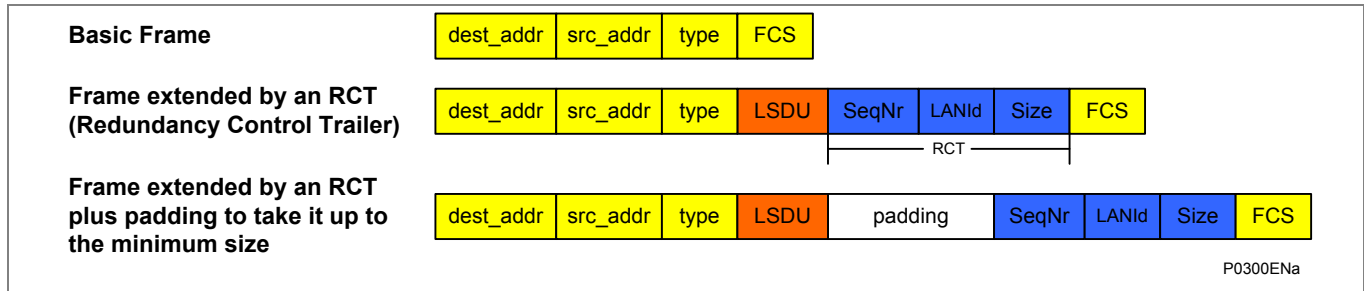 Basic Frame
dest_addr src_addr type FCS
Frame extended by an RCT
(Redundancy Control Trailer)
dest_addr src_addr type LSDU SeqNr LANId Size FCS
RCT
Frame extended by an RCT
plus padding to take it up to
the minimum size
dest_addr src_addr type LSDU padding SeqNr LANId Size FCS
P0300ENa